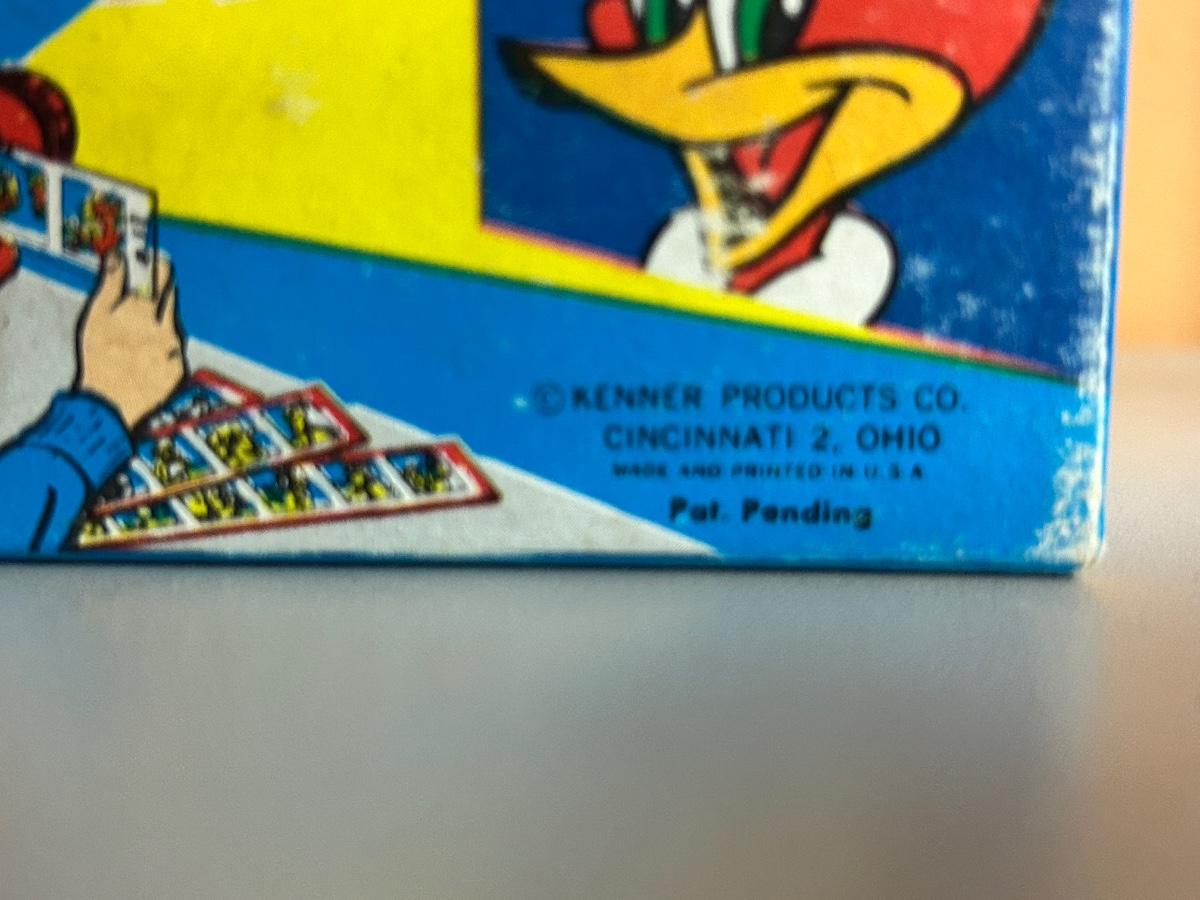 © KENNER PRODUCTS CO.
CINCINNATI 2, OHIO
MADE AND PRINTED IN U.S.A
Pat. Pending